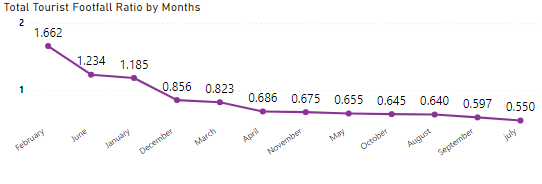 Total Tourist Footfall Ratio by Months
2
1.662
1.234
1.185
0.856
0.823
0.686
0.675
0.655
0.645
0.640
0.597
0.550
1
February
June
January
December
March
April
November
May
October
August
September
july